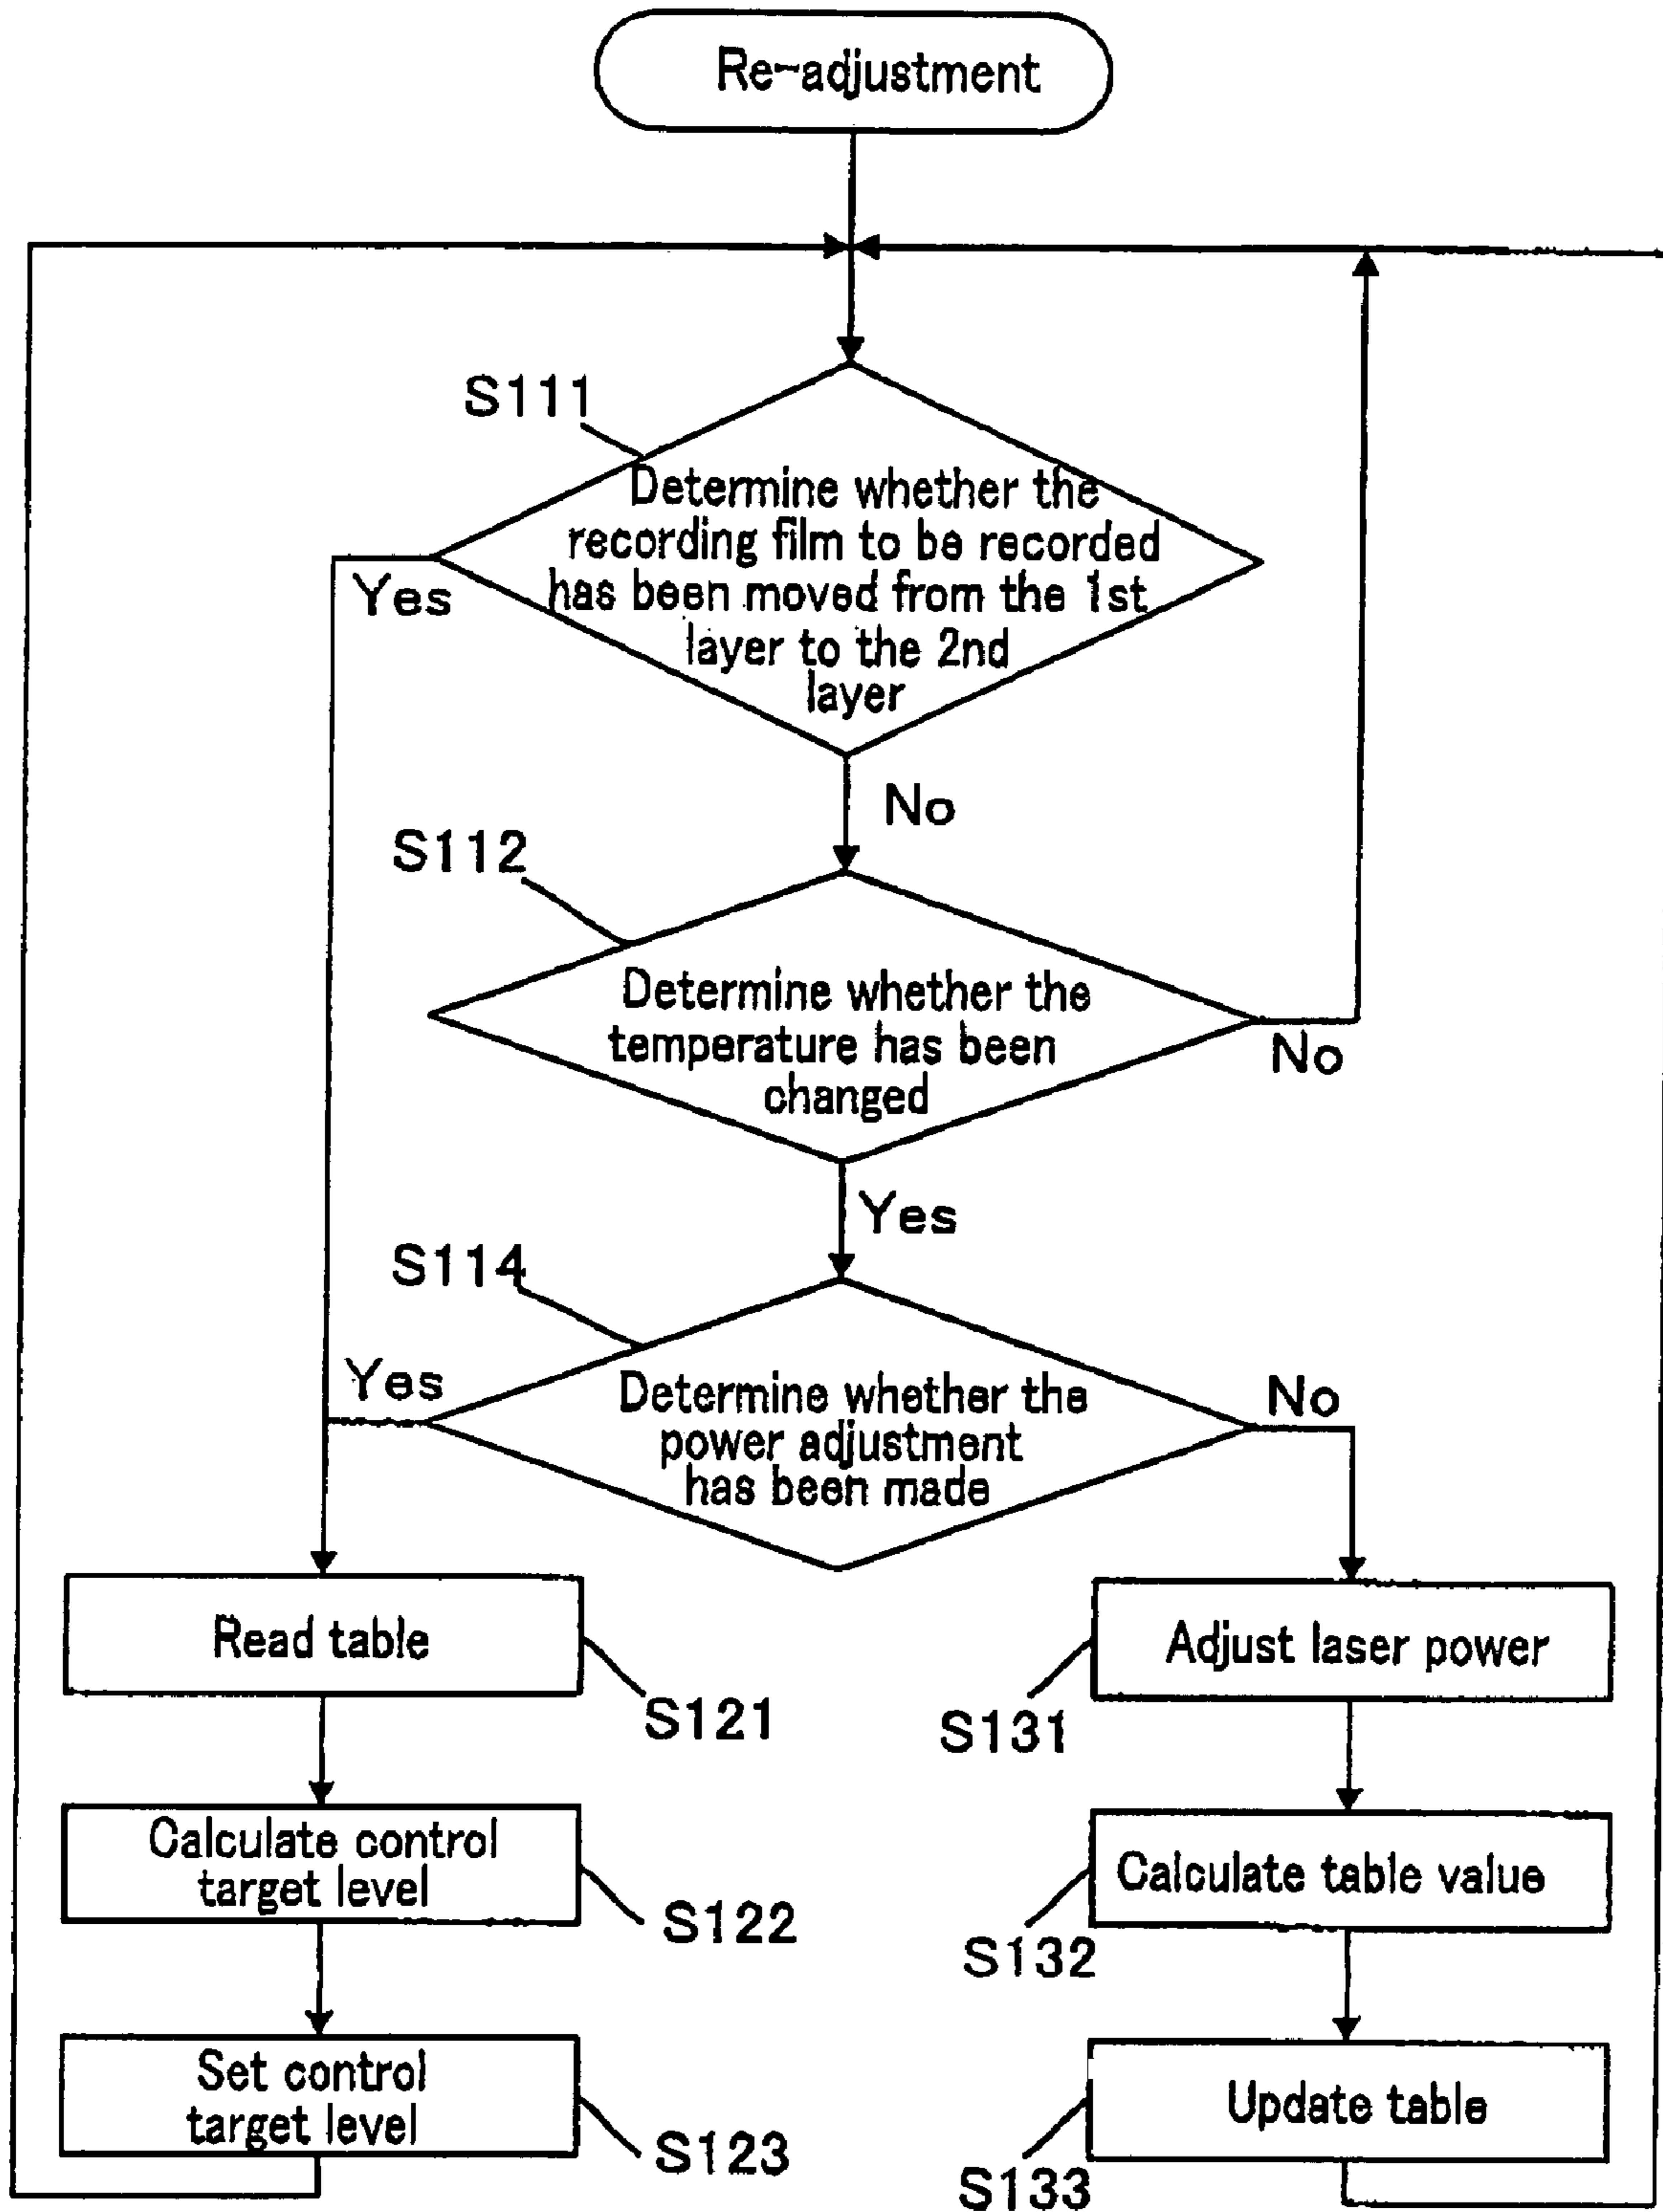 Re-adjustment
S111
Determine whether the
recording film to be recorded
has been moved from the 1st
layer to the 2nd
layer
Yes
No
S112
Determine whether the
temperature has been
changed
No
Yes
S114
Yes
Determine whether the
power adjustment
has been made
No
Read table
S121
Adjust laser power
S131
Calculate control
target level
S122
Calculate table value
S132
Set control
target level
S123
Update table
S133